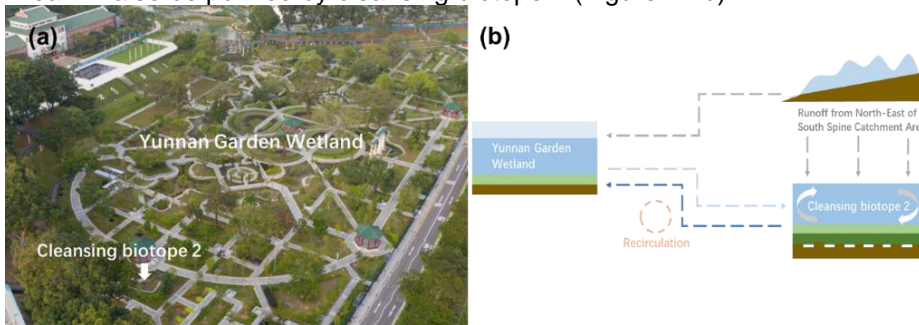 (a)
Yunnan Garden Wetland
Cleansing biotope 2
(b)
Runoff from North-East of
South Spine Catchment Are
Yunnan Garden
Wetland
Cleansing biotope 2
Recirculation